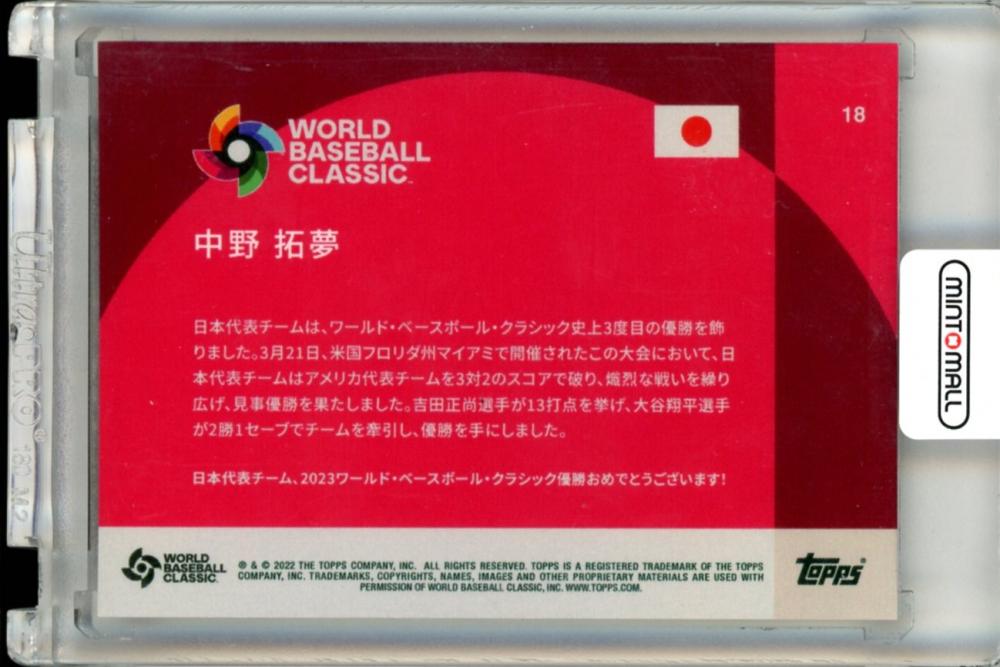 WORLD
BASEBALL
CLASSIC™
18
中野 拓夢
日本代表チームは、ワールド・ベースボール・クラシック史上3度目の優勝を飾
りました。3月21日、米国フロリダ州マイアミで開催されたこの大会において、日
本代表チームはアメリカ代表チームを3対2のスコアで破り、熾烈な戦いを繰り
広げ、見事優勝を果たしました。吉田正尚選手が13打点を挙げ、大谷翔平選手
が2勝1セーブでチームを牽引し、優勝を手にしました。
日本代表チーム、2023ワールド・ベースボール・クラシック優勝おめでとうございます!
WORLD
BASEBALL
CLASSIC™
® & © 2022 THE TOPPS COMPANY, INC. ALL RIGHTS RESERVED. TOPPS IS A REGISTERED TRADEMARK OF THE TOPPS
COMPANY, INC. TRADEMARKS, COPYRIGHTS, NAMES, IMAGES AND OTHER PROPRIETARY MATERIALS ARE USED WITH
PERMISSION OF WORLD BASEBALL CLASSIC, INC. WWW.TOPPS.COM.
topps®
UltraPRO®
MINT MALL